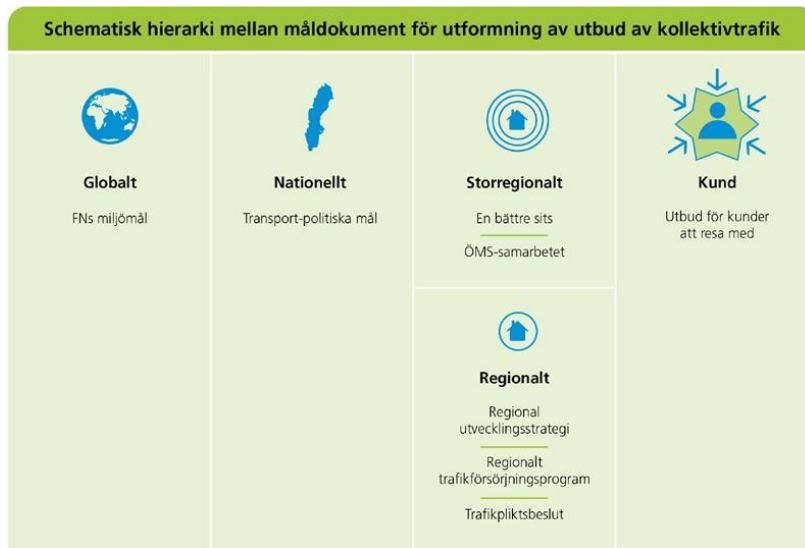 Schematisk hierarki mellan måldokument för utformning av utbud av kollektivtrafik
Globalt
FNs miljömål
Nationellt
Transport-politiska mål
Storregionalt
En bättre sits
ÖMS-samarbetet
Regionalt
Regional
utvecklingsstrategi
Regionalt
trafikförsörjningsprogram
Trafikpliktsbeslut
Kund
Utbud för kunder
att resa med